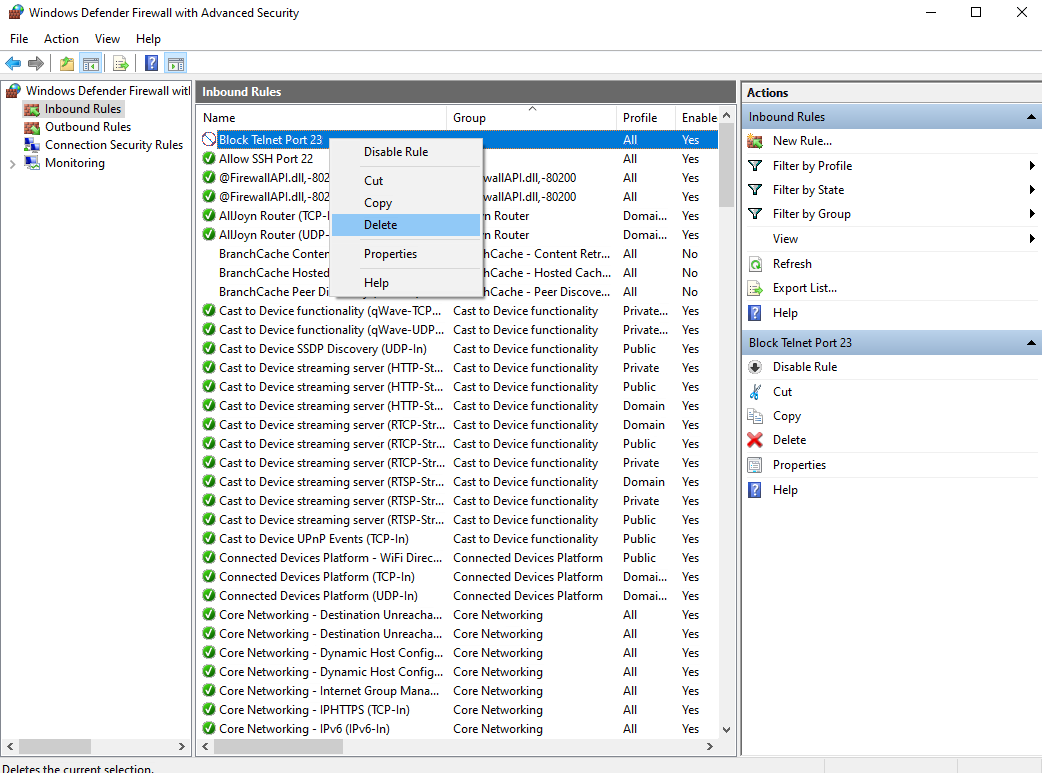 Windows Defender Firewall with Advanced Security
File Action View Help
Windows Defender Firewall with
Inbound Rules
Outbound Rules
Connection Security Rules
Monitoring
Inbound Rules
Name Group Profile Enable
Block Telnet Port 23 All Yes
Allow SSH Port 22 All Yes
@FirewallAPI.dll,-802 wallAPI.dll,-80200 All Yes
@FirewallAPI.dll,-802 wallAPI.dll,-80200 All Yes
AllJoyn Router (TCP-I n Router Domai... Yes
AllJoyn Router (UDP- n Router Domai... Yes
BranchCache Conten BranchCache - Content Retr... All No
BranchCache Hosted BranchCache - Hosted Cach... All No
BranchCache Peer Di BranchCache - Peer Discove... All No
Cast to Device functionality (qWave-TCP... Cast to Device functionality Private... Yes
Cast to Device functionality (qWave-UDP... Cast to Device functionality Private... Yes
Cast to Device SSDP Discovery (UDP-In) Cast to Device functionality Public Yes
Cast to Device streaming server (HTTP-St... Cast to Device functionality Private Yes
Cast to Device streaming server (HTTP-St... Cast to Device functionality Public Yes
Cast to Device streaming server (HTTP-St... Cast to Device functionality Domain Yes
Cast to Device streaming server (RTCP-Str... Cast to Device functionality Domain Yes
Cast to Device streaming server (RTCP-Str... Cast to Device functionality Public Yes
Cast to Device streaming server (RTCP-Str... Cast to Device functionality Private Yes
Cast to Device streaming server (RTSP-Str... Cast to Device functionality Domain Yes
Cast to Device streaming server (RTSP-Str... Cast to Device functionality Private Yes
Cast to Device streaming server (RTSP-Str... Cast to Device functionality Public Yes
Cast to Device UPnP Events (TCP-In) Cast to Device functionality Public Yes
Connected Devices Platform - WiFi Direc... Connected Devices Platform Public Yes
Connected Devices Platform (TCP-In) Connected Devices Platform Domai... Yes
Connected Devices Platform (UDP-In) Connected Devices Platform Domai... Yes
Core Networking - Destination Unreacha... Core Networking All Yes
Core Networking - Destination Unreacha... Core Networking All Yes
Core Networking - Dynamic Host Config... Core Networking All Yes
Core Networking - Dynamic Host Config... Core Networking All Yes
Core Networking - Internet Group Mana... Core Networking All Yes
Core Networking - IPHTTPS (TCP-In) Core Networking All Yes
Core Networking - IPv6 (IPv6-In) Core Networking All Yes
Disable Rule
Cut
Copy
Delete
Properties
Help
Actions
Inbound Rules
New Rule...
Filter by Profile
Filter by State
Filter by Group
View
Refresh
Export List...
Help
Block Telnet Port 23
Disable Rule
Cut
Copy
Delete
Properties
Help
Deletes the current selection.